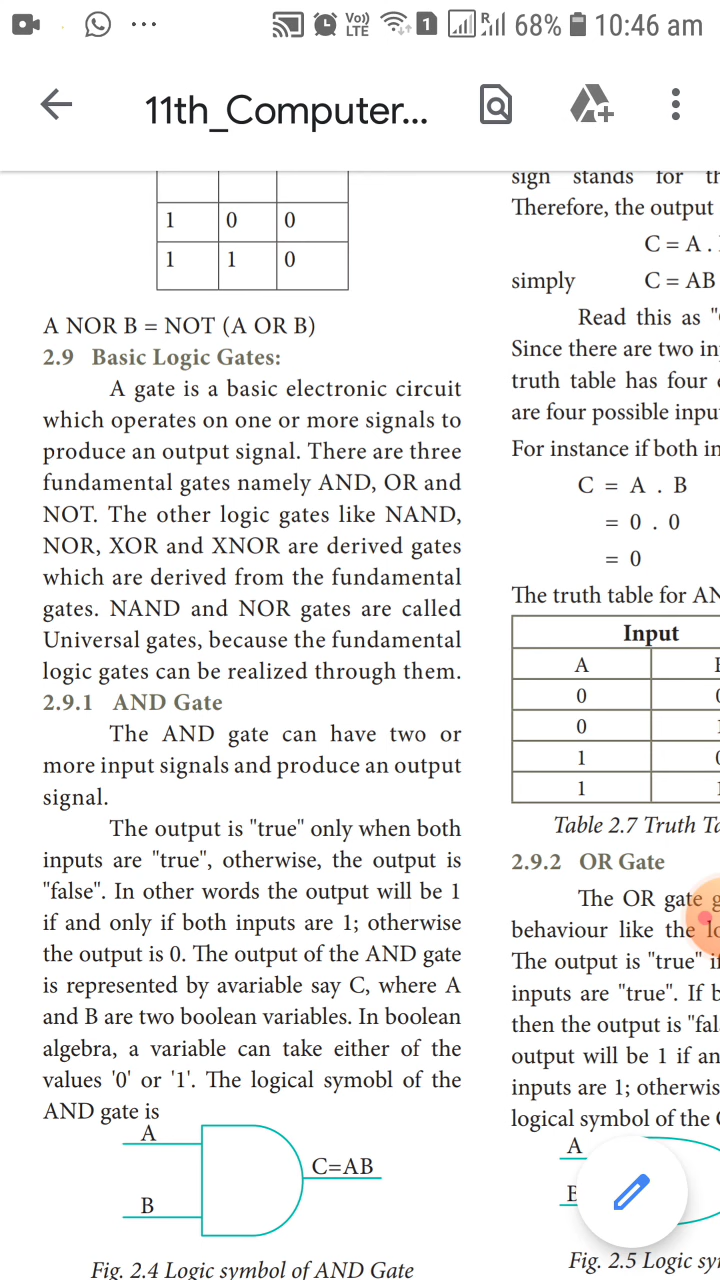 Vo))
LTE
1
R
68%
10:46 am
11th_Computer...
1 0 0
1 1 0
A NOR B = NOT (A OR B)
2.9 Basic Logic Gates:
A gate is a basic electronic circuit
which operates on one or more signals to
produce an output signal. There are three
fundamental gates namely AND, OR and
NOT. The other logic gates like NAND,
NOR, XOR and XNOR are derived gates
which are derived from the fundamental
gates. NAND and NOR gates are called
Universal gates, because the fundamental
logic gates can be realized through them.
2.9.1 AND Gate
The AND gate can have two or
more input signals and produce an output
signal.
The output is "true" only when both
inputs are "true", otherwise, the output is
"false". In other words the output will be 1
if and only if both inputs are 1; otherwise
the output is 0. The output of the AND gate
is represented by avariable say C, where A
and B are two boolean variables. In boolean
algebra, a variable can take either of the
values '0' or '1'. The logical symobl of the
AND gate is
A
C=AB
B
Fig. 2.4 Logic symbol of AND Gate
sign stands for
Therefore, the output
C = A .
simply C = AB
Read this as "
Since there are two
truth table has four
are four possible
For instance if both
C = A . B
= 0 . 0
= 0
The truth table for
Input
A
0
0
1
1
Table 2.7 Truth
2.9.2 OR Gate
The OR gate
behaviour like the
The output is "true"
inputs are "true". If
then the output is
output will be 1 if
inputs are 1;
logical symbol of the
A
Fig. 2.5 Logic